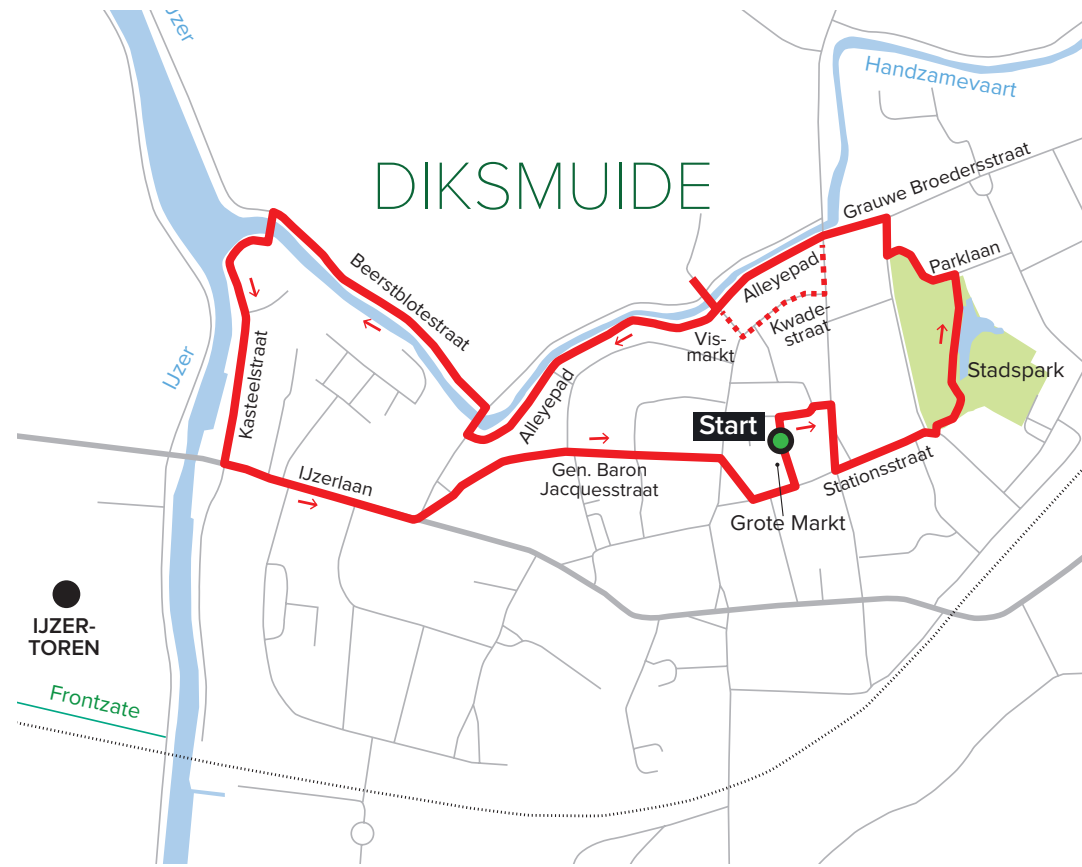 IJzer
Handzamevaart
DIKSMUIDE
Grauwe Broedersstraat
Parklaan
Beerstblotestraat
Alleyepad
Kwade-
straat
Vis-
markt
IJzer
Kasteelstraat
Stadspark
Alleyepad
Start
Gen. Baron
Jacquesstraat
Stationsstraat
IJzerlaan
Grote Markt
IJZER-
TOREN
Frontzate